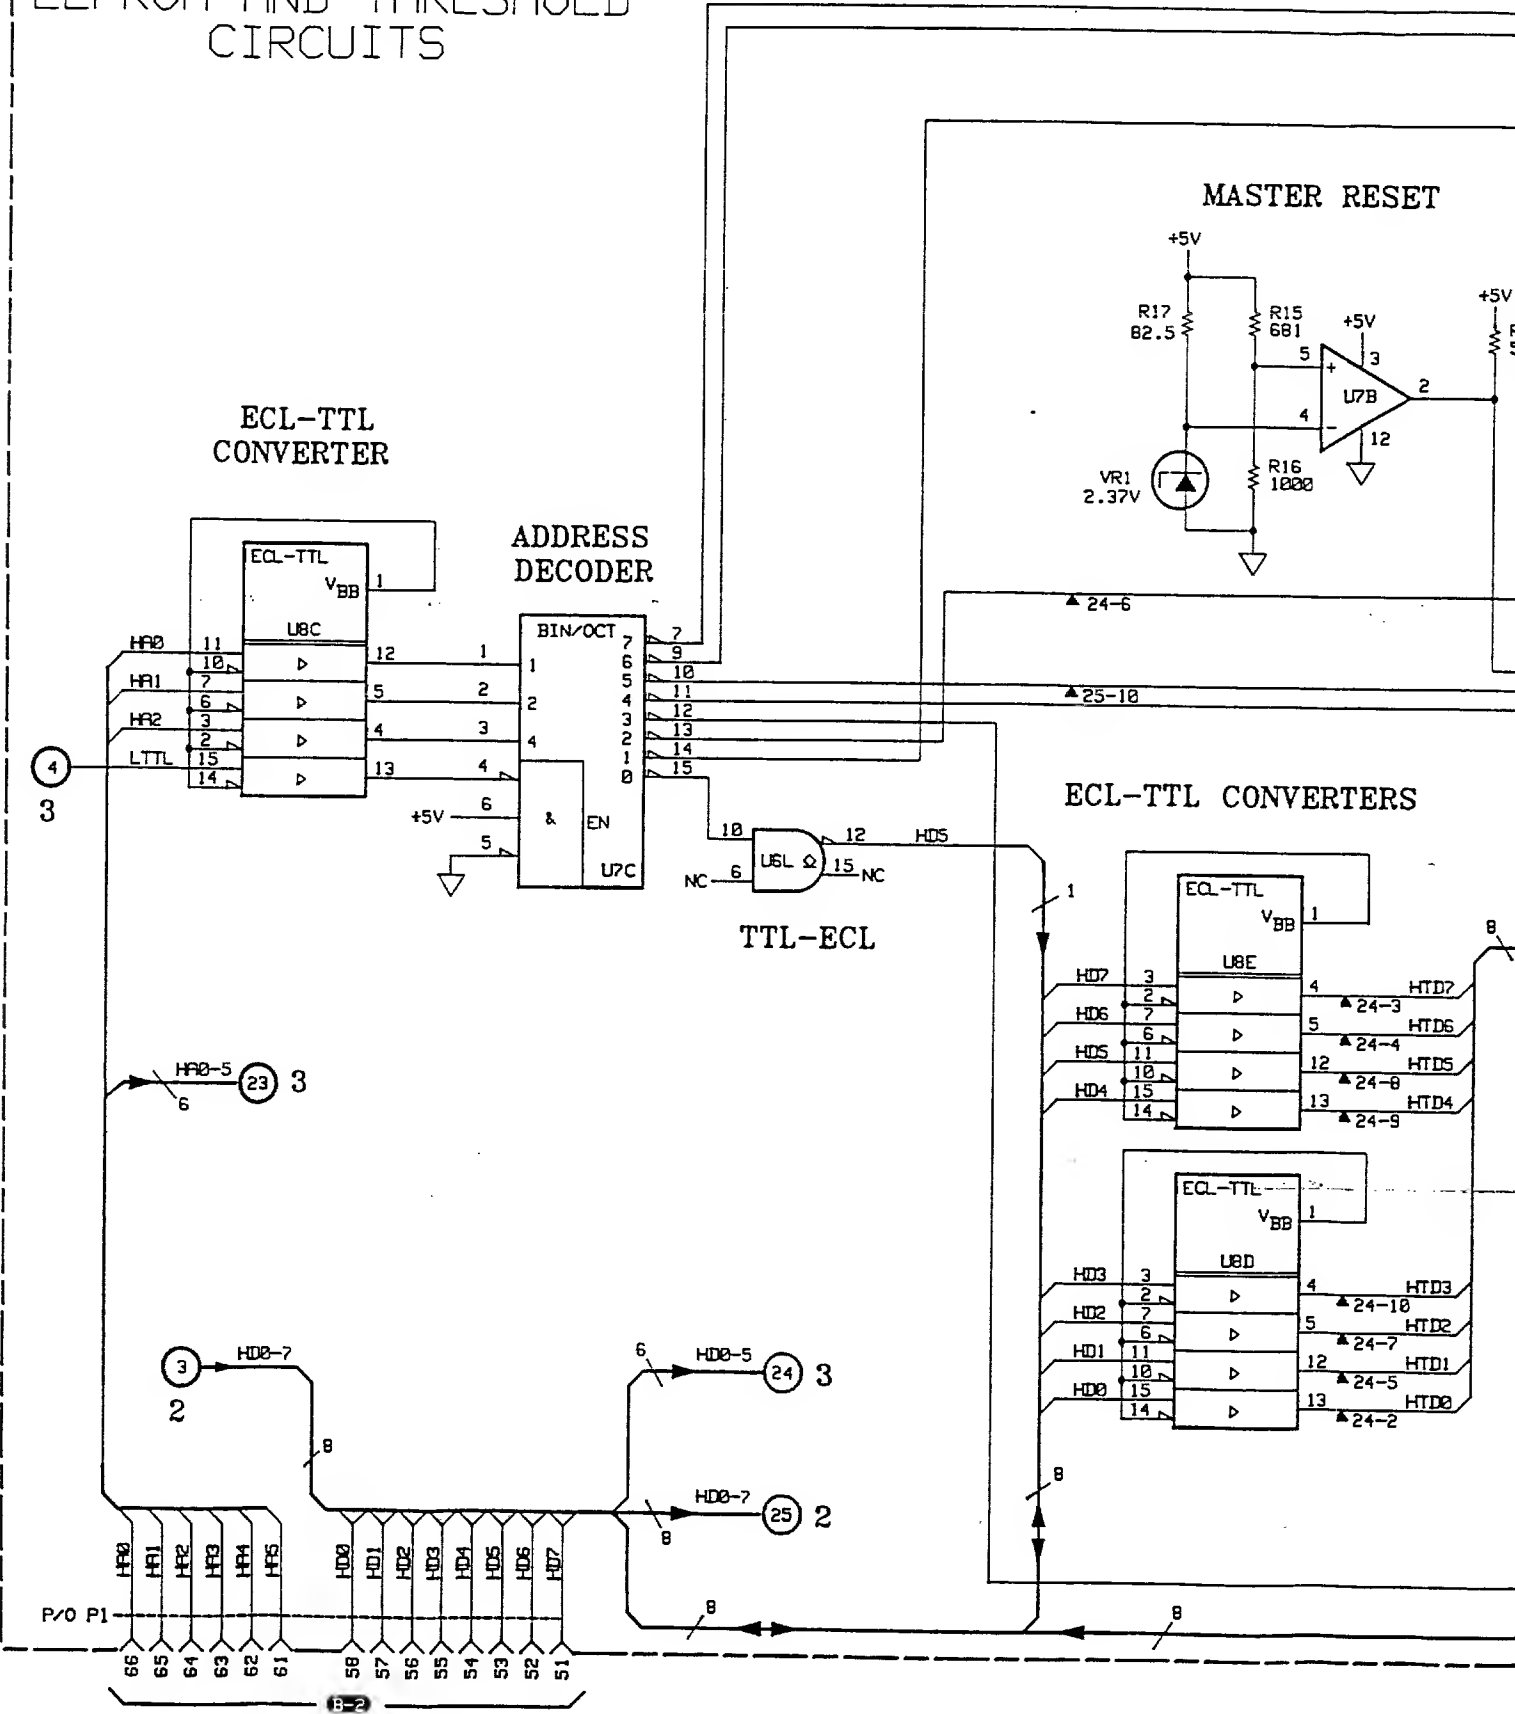 EEPROM AND THRESHOLD
CIRCUITS
MASTER RESET
+5V
R17
82.5
R15
681
+5V
+5V
5
+
3
U7B
2
4
-
12
VR1
2.37V
R16
1000
ECL-TTL
CONVERTER
ECL-TTL
VBB
1
U8C
HA0
11
10
12
HA1
7
6
5
HA2
3
2
4
LTTL
15
14
13
4
3
ADDRESS
DECODER
BIN/OCT
1
1
2
2
3
4
4
+5V
6
5
&
EN
U7C
7
7
6
9
5
10
4
11
3
12
2
13
1
14
0
15
24-6
25-10
10
NC
6
U6L
12
HD5
15
NC
TTL-ECL
1
ECL-TTL CONVERTERS
ECL-TTL
VBB
1
U8E
HD7
3
2
4
24-3
HTD7
HD6
7
6
5
24-4
HTD6
HD5
11
10
12
24-8
HTD5
HD4
15
14
13
24-9
HTD4
8
ECL-TTL
VBB
1
U8D
HD3
3
2
4
24-10
HTD3
HD2
7
6
5
24-7
HTD2
HD1
11
10
12
24-5
HTD1
HD0
15
14
13
24-2
HTD0
HA0-5
6
23
3
3
HD0-7
2
8
6
HD0-5
24
3
8
HD0-7
25
2
8
8
8
HA0
HA1
HA2
HA3
HA4
HA5
HD0
HD1
HD2
HD3
HD4
HD5
HD6
HD7
P/O P1
66
65
64
63
62
61
58
57
56
55
54
53
52
51
B-2